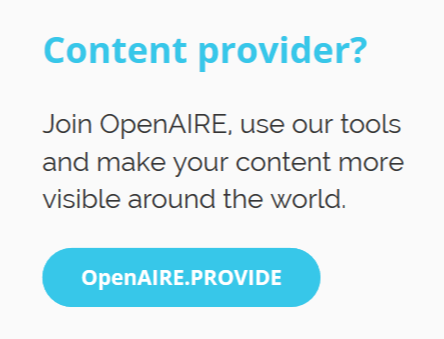 Content provider?
Join OpenAIRE, use our tools
and make your content more
visible around the world.
OpenAIRE.PROVIDE